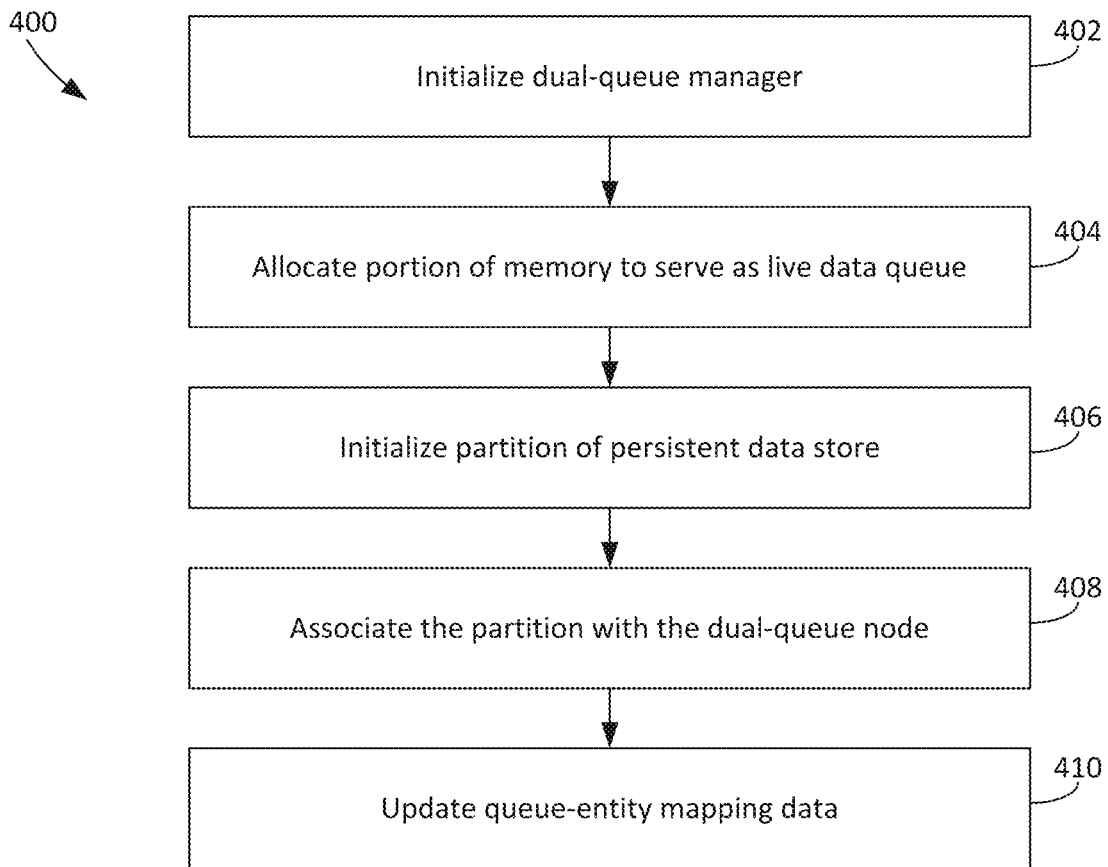 400
402
Initialize dual-queue manager
404
Allocate portion of memory to serve as live data queue
406
Initialize partition of persistent data store
408
Associate the partition with the dual-queue node
410
Update queue-entity mapping data